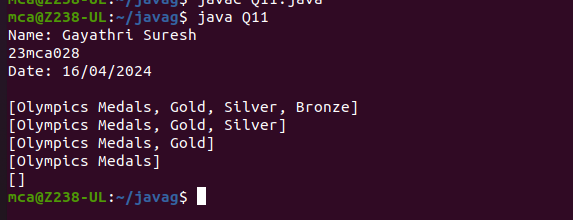 mca@Z238-UL:~/javag$ javac Q11.java
mca@Z238-UL:~/javag$ java Q11
Name: Gayathri Suresh
23mca028
Date: 16/04/2024
[Olympics Medals, Gold, Silver, Bronze]
[Olympics Medals, Gold, Silver]
[Olympics Medals, Gold]
[Olympics Medals]
[]
mca@Z238-UL:~/javag$